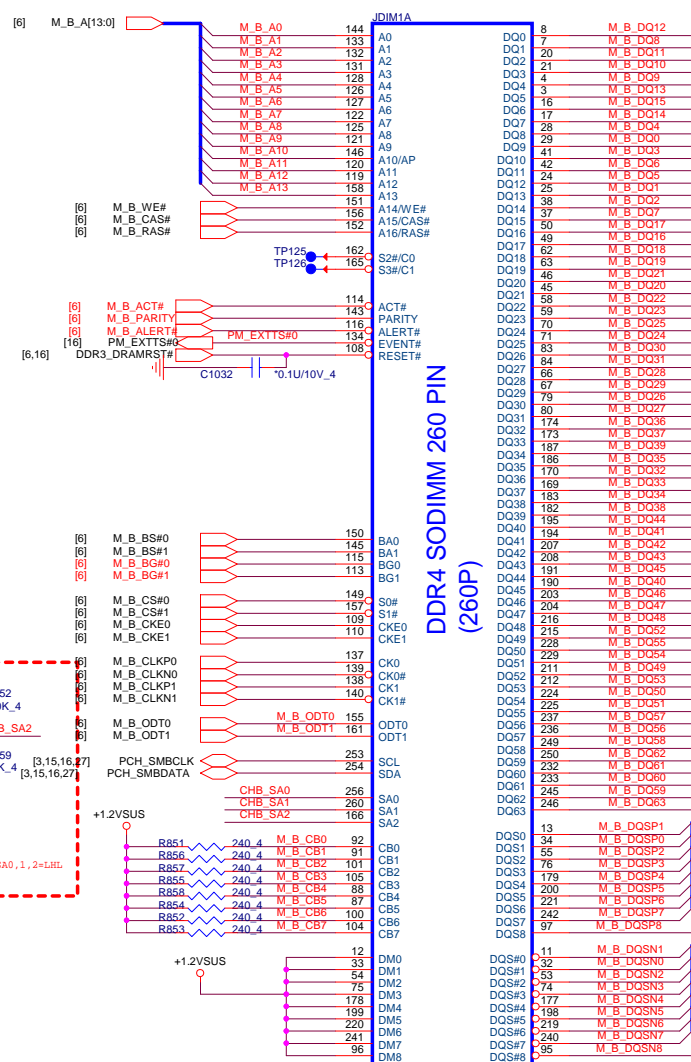 JDIM1A
[6] M_B_A[13:0]
M_B_A0 144 A0
M_B_A1 133 A1
M_B_A2 132 A2
M_B_A3 131 A3
M_B_A4 128 A4
M_B_A5 126 A5
M_B_A6 127 A6
M_B_A7 122 A7
M_B_A8 125 A8
M_B_A9 121 A9
M_B_A10 146 A10/AP
M_B_A11 120 A11
M_B_A12 119 A12
M_B_A13 158 A13
[6] M_B_WE# 151 A14/WE#
[6] M_B_CAS# 156 A15/CAS#
[6] M_B_RAS# 152 A16/RAS#
TP125 162 S2#/C0
TP126 165 S3#/C1
[6] M_B_ACT# 114 ACT#
[6] M_B_PARITY 143 PARITY
[6] M_B_ALERT# 116 ALERT#
[16] PM_EXTTS#0 PM_EXTTS#0 134 EVENT#
[6,16] DDR3_DRAMRST# 108 RESET#
C1032 *0.1U/10V_4
DDR4 SODIMM 260 PIN
(260P)
[6] M_B_BS#0 150 BA0
[6] M_B_BS#1 145 BA1
[6] M_B_BG#0 115 BG0
[6] M_B_BG#1 113 BG1
[6] M_B_CS#0 149 S0#
[6] M_B_CS#1 157 S1#
[6] M_B_CKE0 109 CKE0
[6] M_B_CKE1 110 CKE1
[6] M_B_CLKP0 137 CK0
[6] M_B_CLKN0 139 CK0#
[6] M_B_CLKP1 138 CK1
[6] M_B_CLKN1 140 CK1#
[6] M_B_ODT0 M_B_ODT0 155 ODT0
[6] M_B_ODT1 M_B_ODT1 161 ODT1
[3,15,16,27] PCH_SMBCLK 253 SCL
[3,15,16,27] PCH_SMBDATA 254 SDA
CHB_SA0 256 SA0
CHB_SA1 260 SA1
CHB_SA2 166 SA2
52
0K_4
B_SA2
59
K_4
SA0,1,2=LHL
+1.2VSUS
R851 240_4 M_B_CB0 92 CB0
R856 240_4 M_B_CB1 91 CB1
R857 240_4 M_B_CB2 101 CB2
R855 240_4 M_B_CB3 105 CB3
R858 240_4 M_B_CB4 88 CB4
R854 240_4 M_B_CB5 87 CB5
R852 240_4 M_B_CB6 100 CB6
R853 240_4 M_B_CB7 104 CB7
+1.2VSUS
12 DM0
33 DM1
54 DM2
75 DM3
178 DM4
199 DM5
220 DM6
241 DM7
96 DM8
DQ0 8 M_B_DQ12
DQ1 7 M_B_DQ8
DQ2 20 M_B_DQ11
DQ3 21 M_B_DQ10
DQ4 4 M_B_DQ9
DQ5 3 M_B_DQ13
DQ6 16 M_B_DQ15
DQ7 17 M_B_DQ14
DQ8 28 M_B_DQ4
DQ9 29 M_B_DQ0
DQ10 41 M_B_DQ3
DQ11 42 M_B_DQ6
DQ12 24 M_B_DQ5
DQ13 25 M_B_DQ1
DQ14 38 M_B_DQ2
DQ15 37 M_B_DQ7
DQ16 50 M_B_DQ17
DQ17 49 M_B_DQ16
DQ18 62 M_B_DQ18
DQ19 63 M_B_DQ19
DQ20 46 M_B_DQ21
DQ21 45 M_B_DQ20
DQ22 58 M_B_DQ22
DQ23 59 M_B_DQ23
DQ24 70 M_B_DQ25
DQ25 71 M_B_DQ24
DQ26 83 M_B_DQ30
DQ27 84 M_B_DQ31
DQ28 66 M_B_DQ28
DQ29 67 M_B_DQ29
DQ30 79 M_B_DQ26
DQ31 80 M_B_DQ27
DQ32 174 M_B_DQ36
DQ33 173 M_B_DQ37
DQ34 187 M_B_DQ39
DQ35 186 M_B_DQ35
DQ36 170 M_B_DQ32
DQ37 169 M_B_DQ33
DQ38 183 M_B_DQ34
DQ39 182 M_B_DQ38
DQ40 195 M_B_DQ44
DQ41 194 M_B_DQ41
DQ42 207 M_B_DQ42
DQ43 208 M_B_DQ43
DQ44 191 M_B_DQ45
DQ45 190 M_B_DQ40
DQ46 203 M_B_DQ46
DQ47 204 M_B_DQ47
DQ48 216 M_B_DQ48
DQ49 215 M_B_DQ52
DQ50 228 M_B_DQ55
DQ51 229 M_B_DQ54
DQ52 211 M_B_DQ49
DQ53 212 M_B_DQ53
DQ54 224 M_B_DQ50
DQ55 225 M_B_DQ51
DQ56 237 M_B_DQ57
DQ57 236 M_B_DQ56
DQ58 249 M_B_DQ58
DQ59 250 M_B_DQ62
DQ60 232 M_B_DQ61
DQ61 233 M_B_DQ60
DQ62 245 M_B_DQ59
DQ63 246 M_B_DQ63
DQS0 13 M_B_DQSP1
DQS1 34 M_B_DQSP0
DQS2 55 M_B_DQSP2
DQS3 76 M_B_DQSP3
DQS4 179 M_B_DQSP4
DQS5 200 M_B_DQSP5
DQS6 221 M_B_DQSP6
DQS7 242 M_B_DQSP7
DQS8 97 M_B_DQSP8
DQS#0 11 M_B_DQSN1
DQS#1 32 M_B_DQSN0
DQS#2 53 M_B_DQSN2
DQS#3 74 M_B_DQSN3
DQS#4 177 M_B_DQSN4
DQS#5 198 M_B_DQSN5
DQS#6 219 M_B_DQSN6
DQS#7 240 M_B_DQSN7
DQS#8 95 M_B_DQSN8